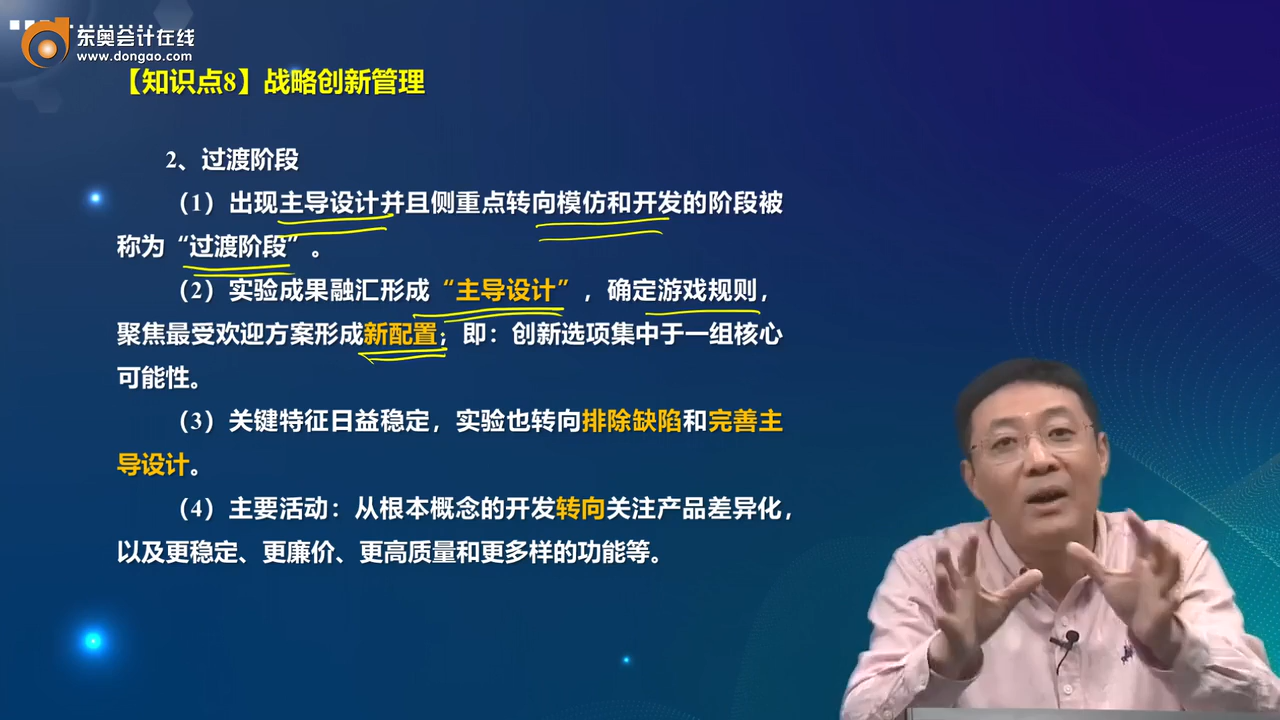 东奥会计在线
www.dongao.com
【知识点8】战略创新管理
2、过渡阶段
（1）出现主导设计并且侧重点转向模仿和开发的阶段被
称为“过渡阶段”。
（2）实验成果融汇形成“主导设计”，确定游戏规则，
聚焦最受欢迎方案形成新配置；即：创新选项集中于一组核心
可能性。
（3）关键特征日益稳定，实验也转向排除缺陷和完善主
导设计。
（4）主要活动：从根本概念的开发转向关注产品差异化，
以及更稳定、更廉价、更高质量和更多样的功能等。